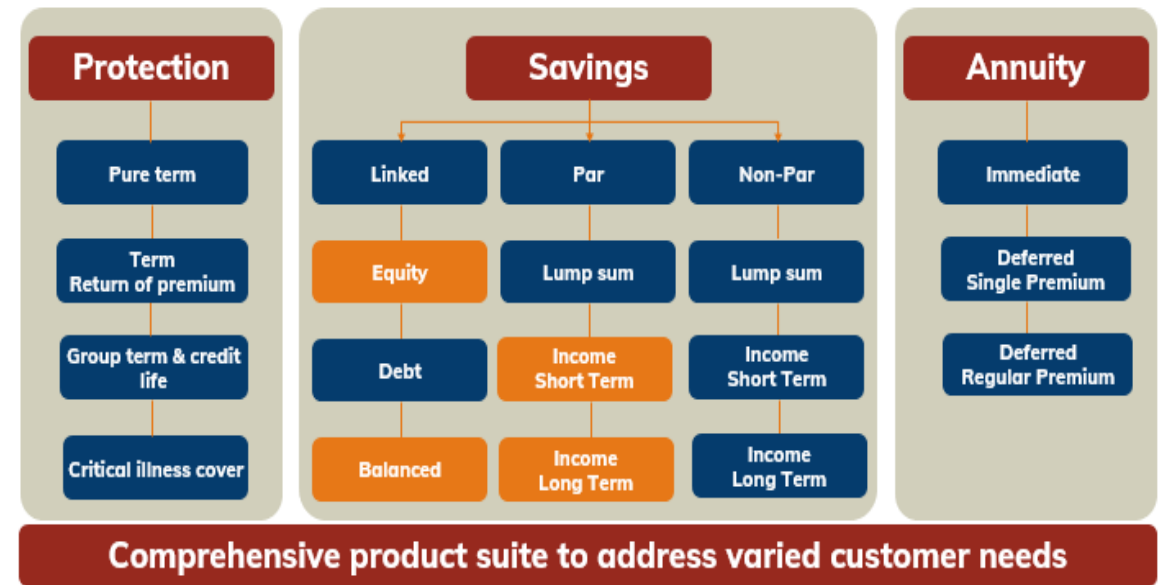 Protection
Pure term
Term
Return of premium
Group term & credit
life
Critical illness cover
Savings
Linked
Equity
Debt
Balanced
Par
Lump sum
Income
Short Term
Income
Long Term
Non-Par
Lump sum
Income
Short Term
Income
Long Term
Annuity
Immediate
Deferred
Single Premium
Deferred
Regular Premium
Comprehensive product suite to address varied customer needs